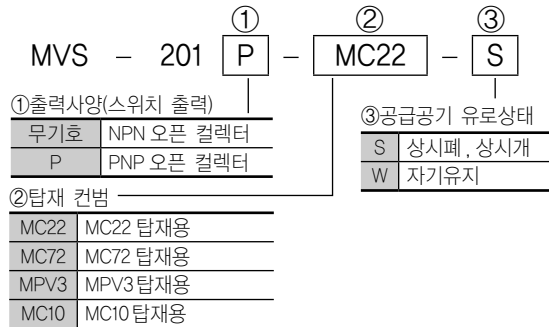 ① ② ③
MVS – 201 P – MC22 – S
①출력사양(스위치 출력)
무기호 NPN 오픈 컬렉터
P PNP 오픈 컬렉터
③공급공기 유로상태
S 상시폐 , 상시개
W 자기유지
②탑재 컨범
MC22 MC22 탑재용
MC72 MC72 탑재용
MPV3 MPV3 탑재용
MC10 MC10 탑재용